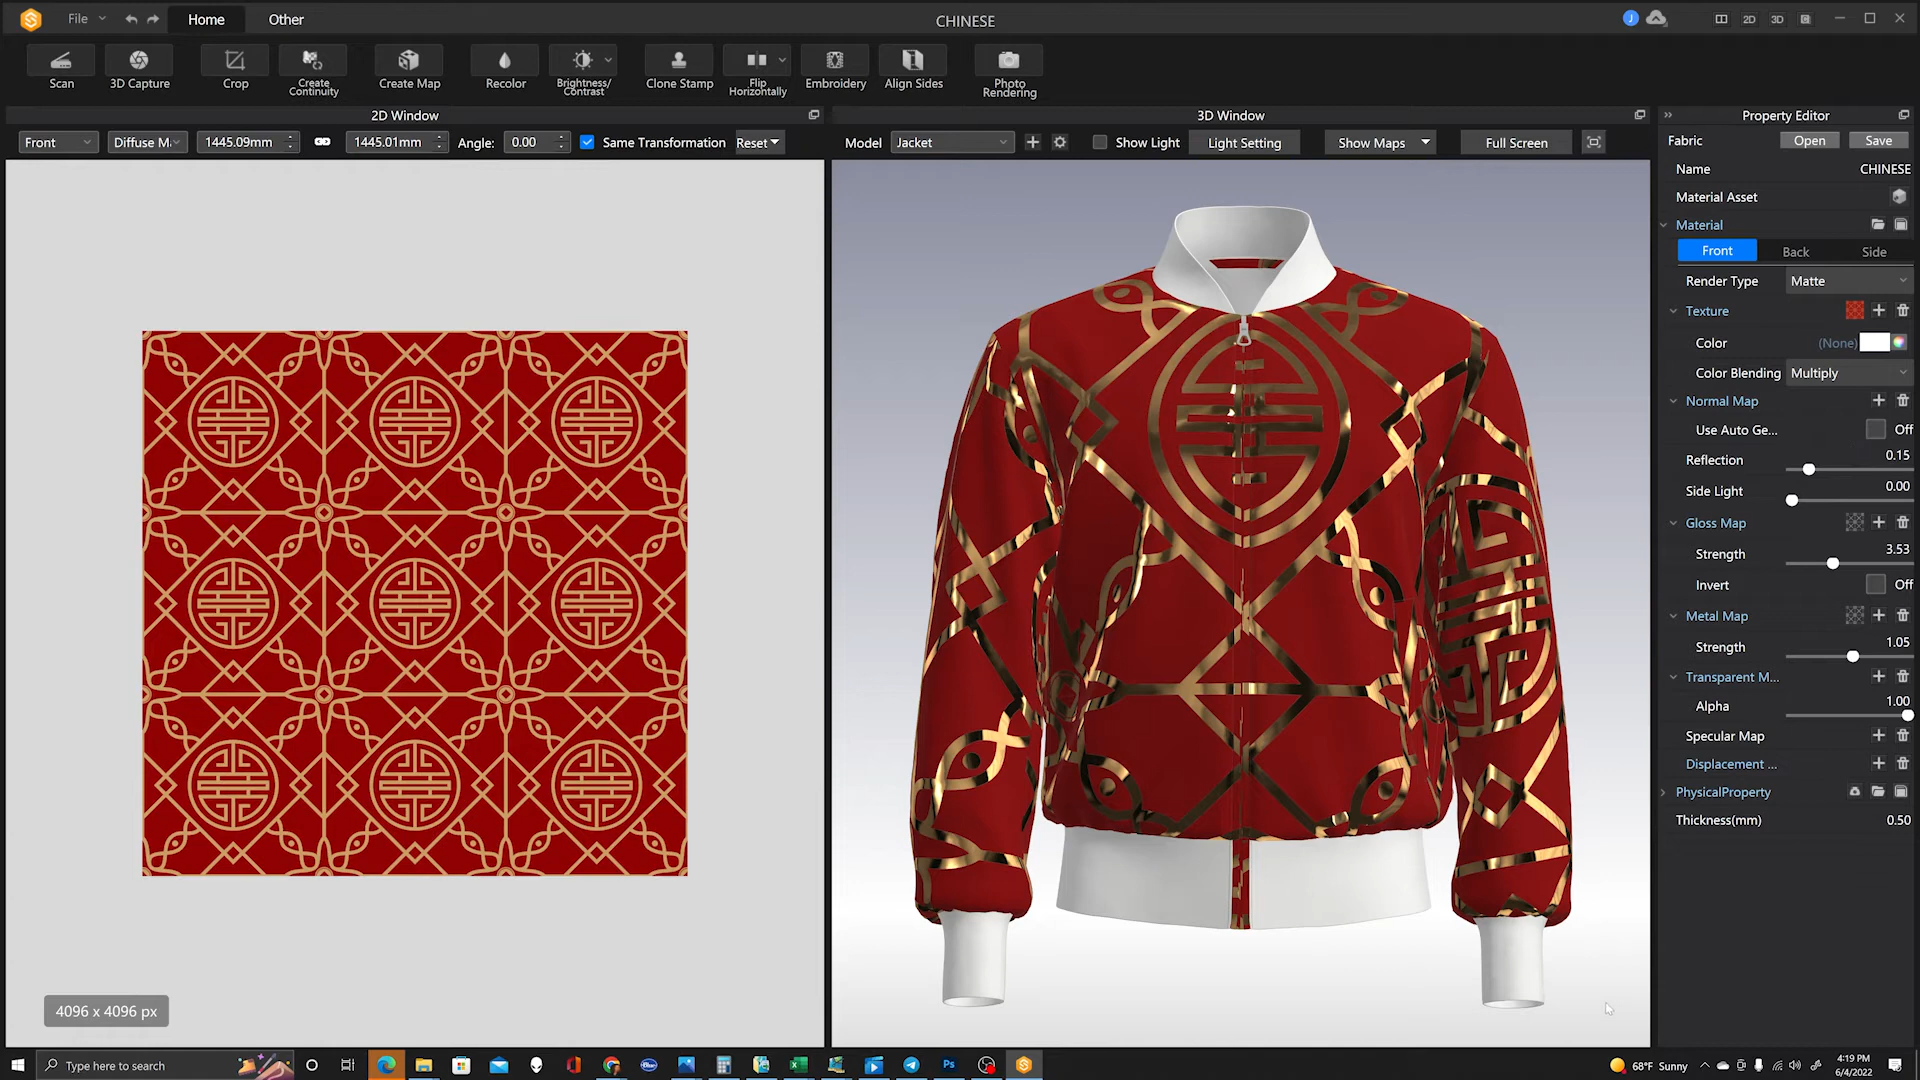 File
Home
Other
CHINESE
J
2D
3D
Scan
3D Capture
Crop
Create
Continuity
Create Map
Recolor
Brightness/
Contrast
Clone Stamp
Flip
Horizontally
Embroidery
Align Sides
Photo
Rendering
2D Window
3D Window
Property Editor
Front
Diffuse M
1445.09mm
1445.01mm
Angle:
0.00
Same Transformation
Reset
Model
Jacket
Show Light
Light Setting
Show Maps
Full Screen
Fabric
Open
Save
Name
CHINESE
Material Asset
Material
Front
Back
Side
Render Type
Matte
Texture
Color
(None)
Color Blending
Multiply
Normal Map
Use Auto Ge...
Off
Reflection
0.15
Side Light
0.00
Gloss Map
Strength
3.53
Invert
Off
Metal Map
Strength
1.05
Transparent M...
Alpha
1.00
Specular Map
Displacement ...
PhysicalProperty
Thickness(mm)
0.50
4096 x 4096 px
Type here to search
Ps
68°F Sunny
4:19 PM
6/4/2022